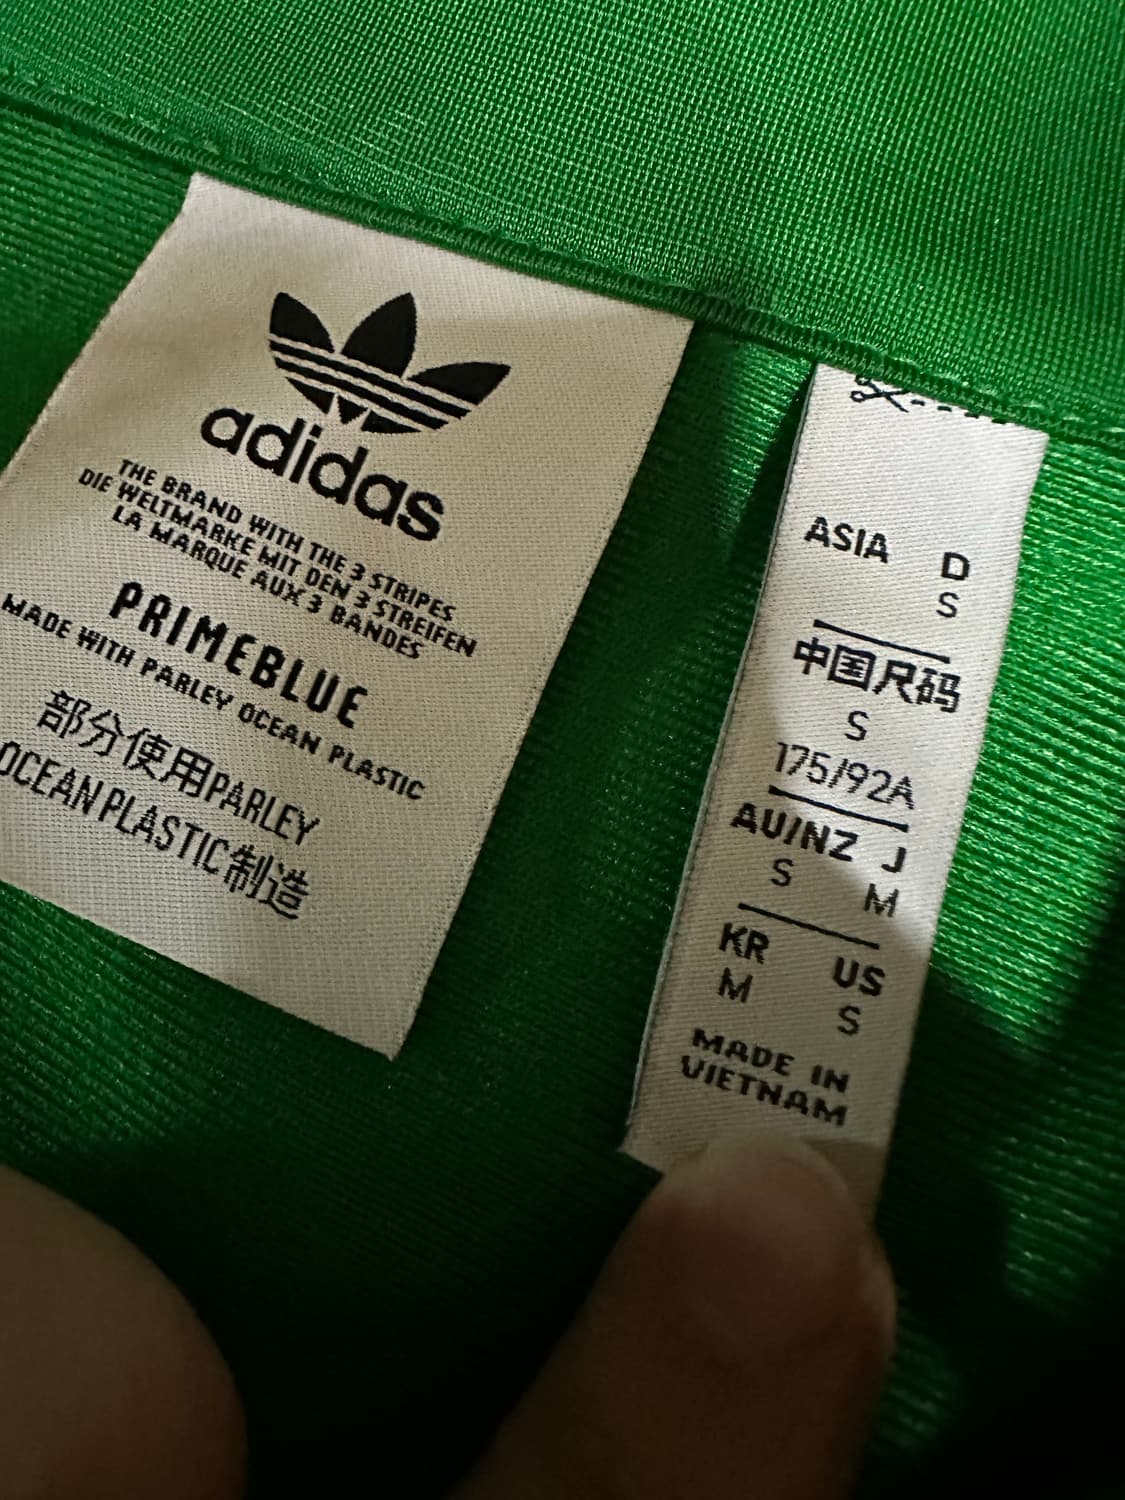 adidas
THE BRAND WITH THE 3 STRIPES
DIE WELTMARKE MIT DEN 3 STREIFEN
LA MARQUE AUX 3 BANDES
PRIMEBLUE
MADE WITH PARLEY OCEAN PLASTIC
部分使用PARLEY
OCEAN PLASTIC制造
ASIA D
S
中国尺码
S
175/92A
AU/NZ J
S M
KR US
M S
MADE IN
VIETNAM